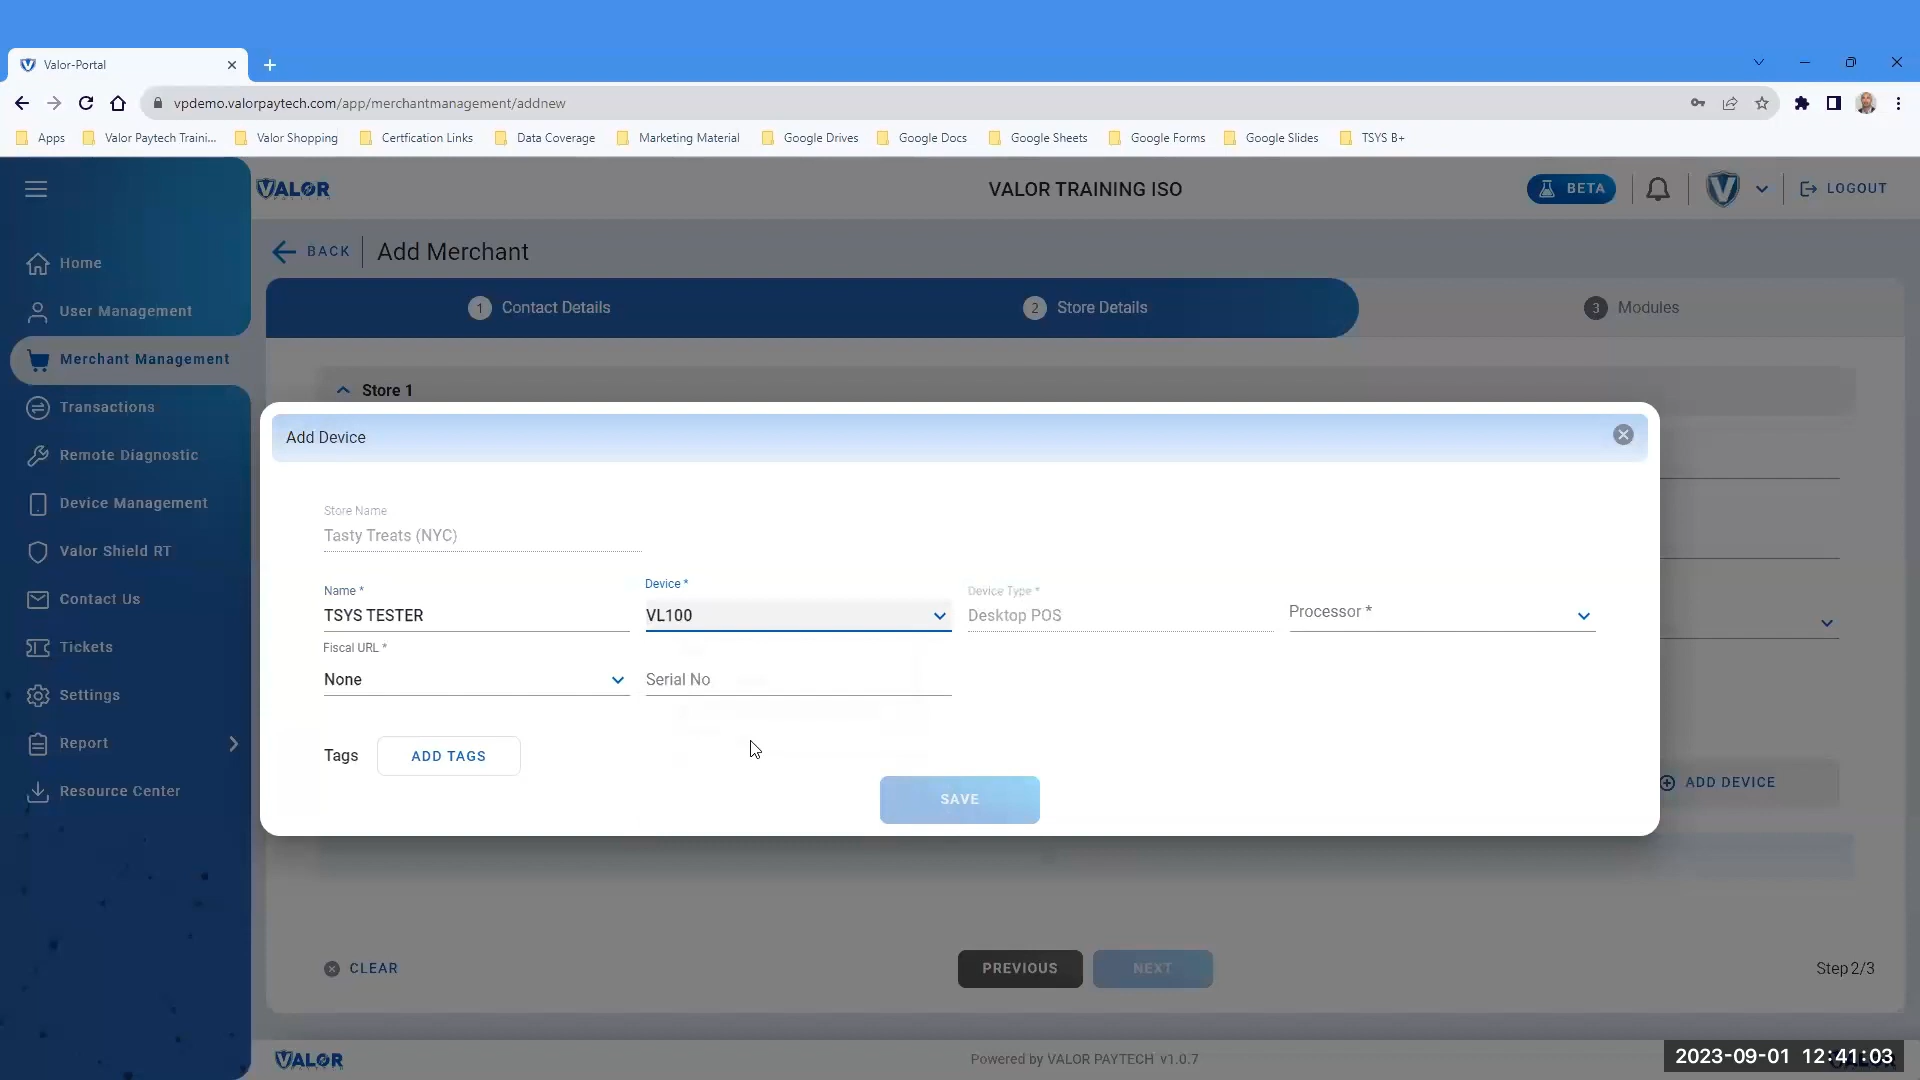 Valor-Portal
vpdemo.valorpaytech.com/app/merchantmanagement/addnew
Apps
Valor Paytech Traini...
Valor Shopping
Certfication Links
Data Coverage
Marketing Material
Google Drives
Google Docs
Google Sheets
Google Forms
Google Slides
TSYS B+
VALOR
PAYTECH
VALOR TRAINING ISO
BETA
LOGOUT
Home
User Management
Merchant Management
Transactions
Remote Diagnostic
Device Management
Valor Shield RT
Contact Us
Tickets
Settings
Report
Resource Center
BACK
Add Merchant
1 Contact Details
2 Store Details
3 Modules
Store 1
Add Device
Store Name
Tasty Treats (NYC)
Name *
TSYS TESTER
Device *
VL100
Device Type *
Desktop POS
Processor *
Fiscal URL *
None
Serial No
Tags
ADD TAGS
SAVE
ADD DEVICE
CLEAR
PREVIOUS
NEXT
Step 2/3
VALOR
Powered by VALOR PAYTECH v1.0.7
2023-09-01 12:41:03